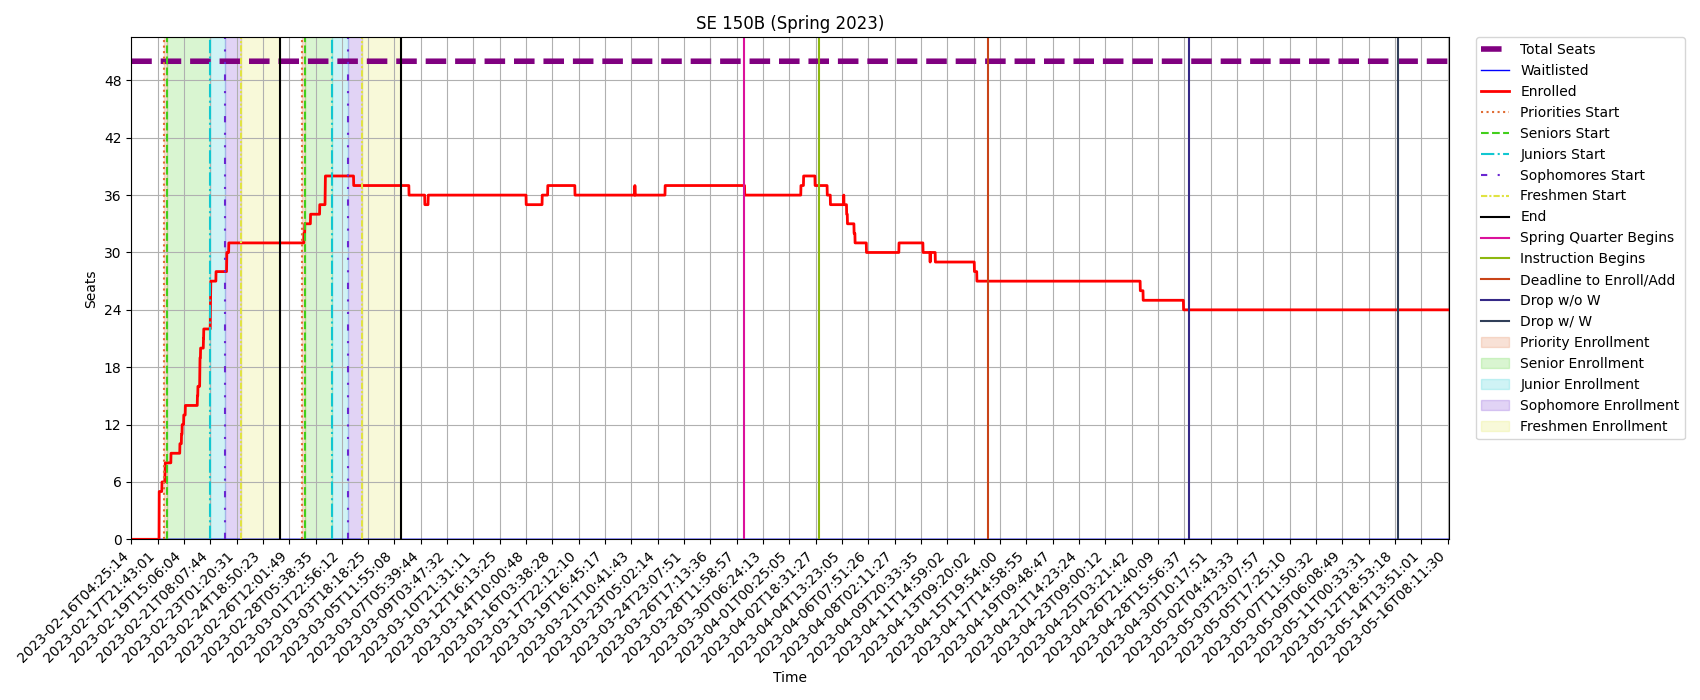 SE 150B (Spring 2023)
Seats
48
42
36
30
24
18
12
6
0
2023-02-16T04:25:14
2023-02-17T21:43:01
2023-02-19T15:06:04
2023-02-21T08:07:44
2023-02-23T01:20:31
2023-02-24T18:50:23
2023-02-26T12:01:49
2023-02-28T05:38:35
2023-03-01T22:56:12
2023-03-03T18:18:25
2023-03-05T11:55:08
2023-03-07T05:39:44
2023-03-09T03:47:32
2023-03-10T21:31:11
2023-03-12T16:13:25
2023-03-14T10:00:48
2023-03-16T03:38:28
2023-03-17T22:12:10
2023-03-19T16:45:17
2023-03-21T10:41:43
2023-03-23T05:02:14
2023-03-24T23:07:51
2023-03-26T17:13:36
2023-03-28T11:58:57
2023-03-30T06:24:13
2023-04-01T00:25:05
2023-04-02T18:31:27
2023-04-04T13:23:05
2023-04-06T07:51:26
2023-04-08T02:11:27
2023-04-09T20:33:35
2023-04-11T14:59:02
2023-04-13T09:20:02
2023-04-15T19:54:00
2023-04-17T14:58:55
2023-04-19T09:48:47
2023-04-21T14:23:24
2023-04-23T09:00:12
2023-04-25T03:21:42
2023-04-26T21:40:09
2023-04-28T15:56:37
2023-04-30T10:17:51
2023-05-02T04:43:33
2023-05-03T23:07:57
2023-05-05T17:25:10
2023-05-07T11:50:32
2023-05-09T06:08:49
2023-05-11T00:33:31
2023-05-12T18:53:18
2023-05-14T13:51:01
2023-05-16T08:11:30
Time
Total Seats
Waitlisted
Enrolled
Priorities Start
Seniors Start
Juniors Start
Sophomores Start
Freshmen Start
End
Spring Quarter Begins
Instruction Begins
Deadline to Enroll/Add
Drop w/o W
Drop w/ W
Priority Enrollment
Senior Enrollment
Junior Enrollment
Sophomore Enrollment
Freshmen Enrollment